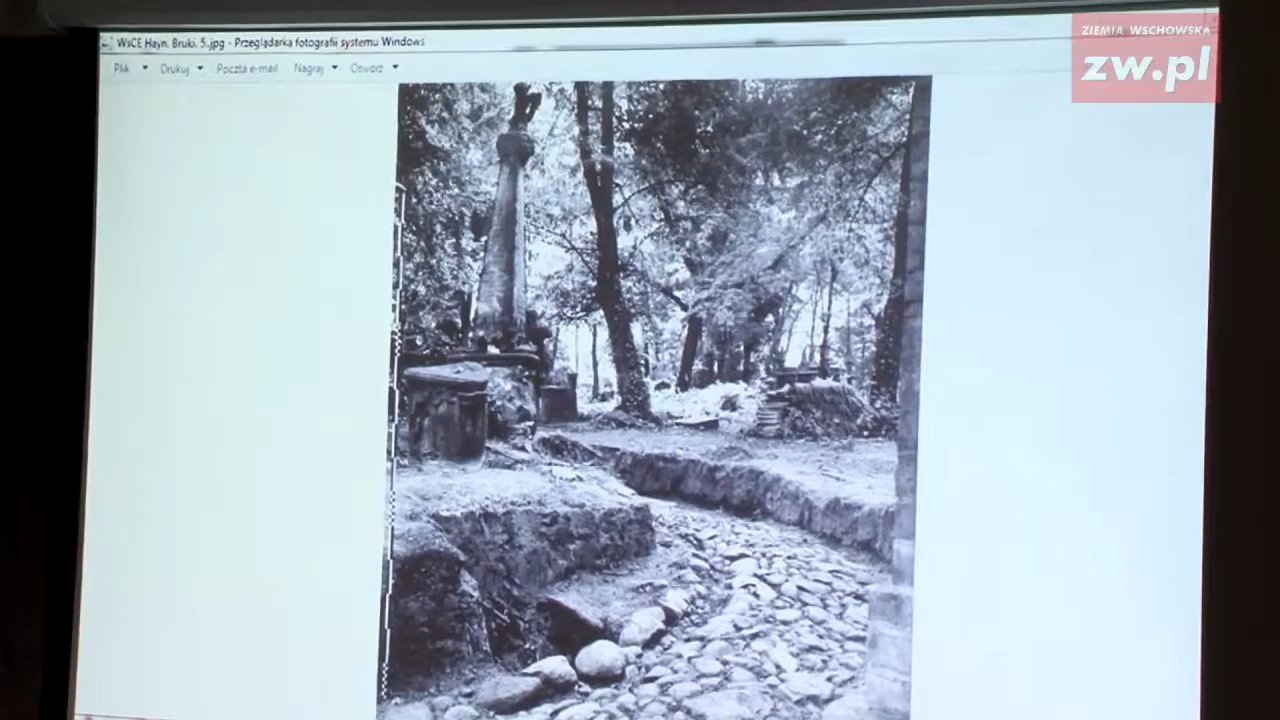 WsCE Hayn. Bruki. 5.jpg - Przeglądarka fotografii systemu Windows
Plik Drukuj Poczta e-mail Nagraj Otwórz
ZIEMIA WSCHOWSKA
zw.pl